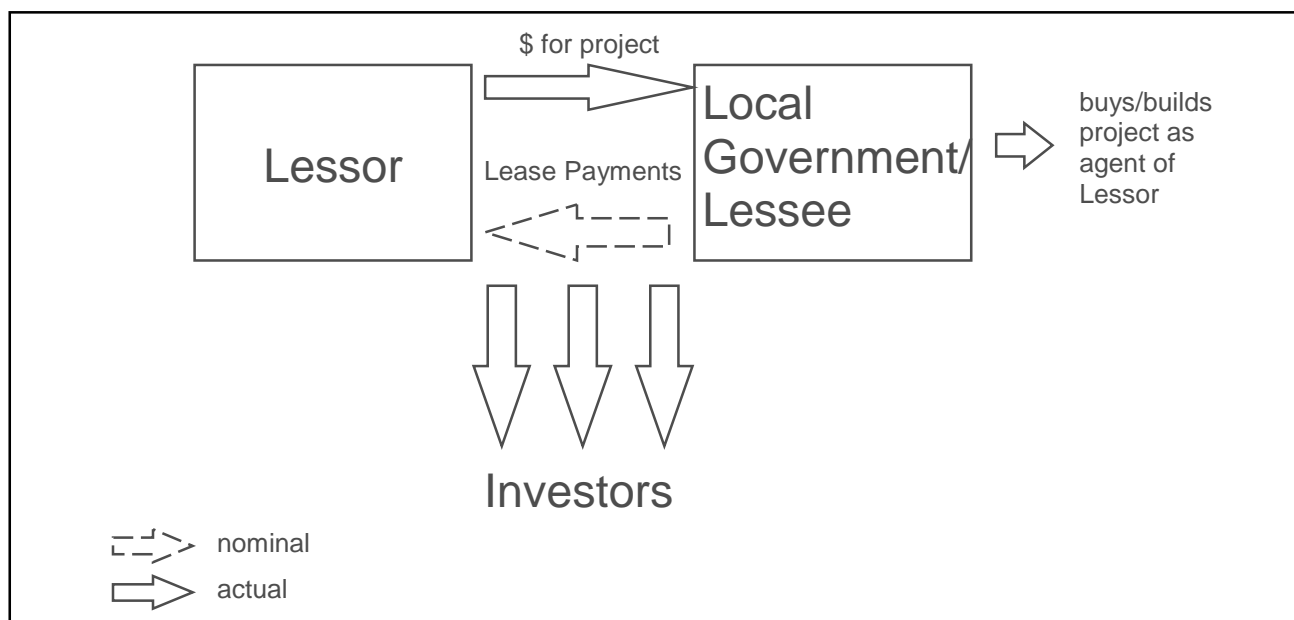 $ for project
Lessor
Local
Government/
Lessee
buys/builds
project as
agent of
Lessor
Lease Payments
Investors
nominal
actual